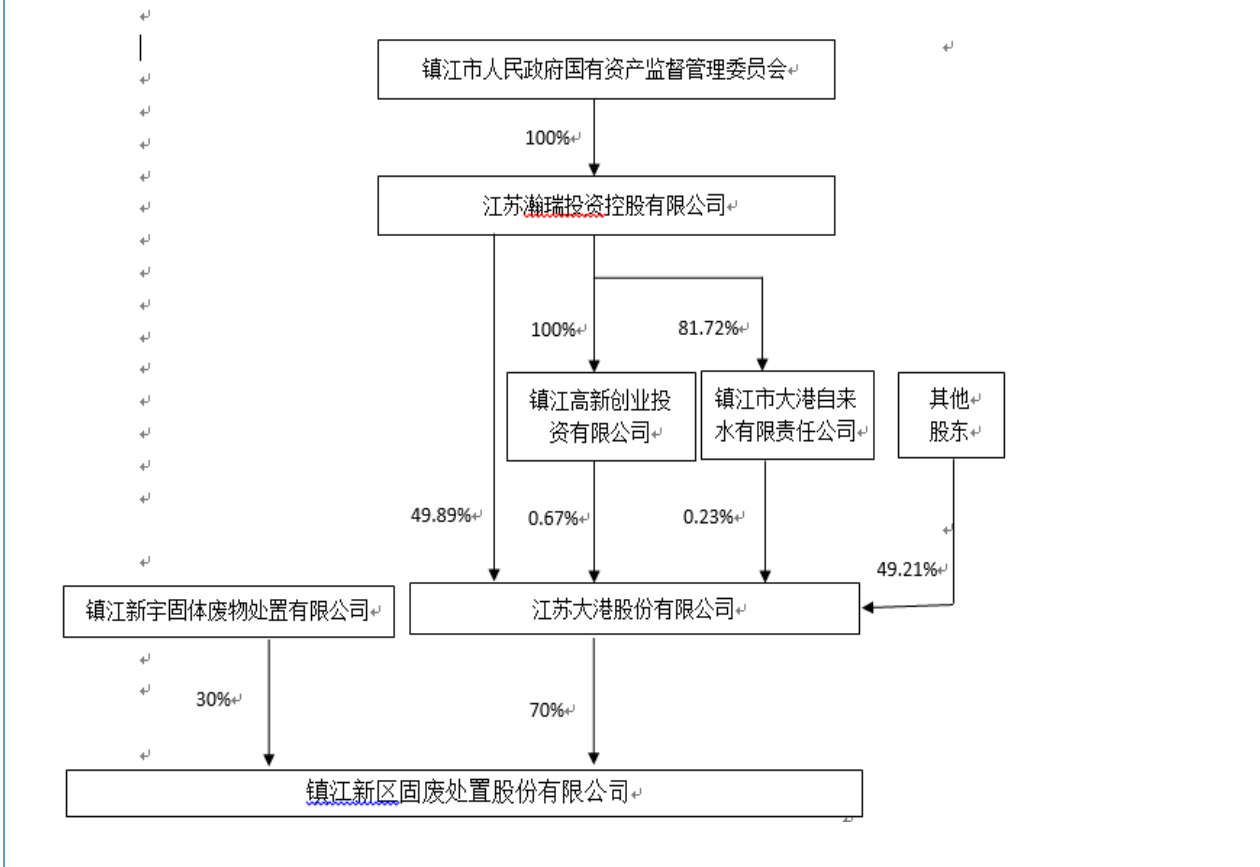 镇江市人民政府国有资产监督管理委员会
100%
江苏瀚瑞投资控股有限公司
100%
81.72%
镇江高新创业投
资有限公司
镇江市大港自来
水有限责任公司
其他
股东
49.89%
0.67%
0.23%
49.21%
镇江新宇固体废物处置有限公司
江苏大港股份有限公司
30%
70%
镇江新区固废处置股份有限公司